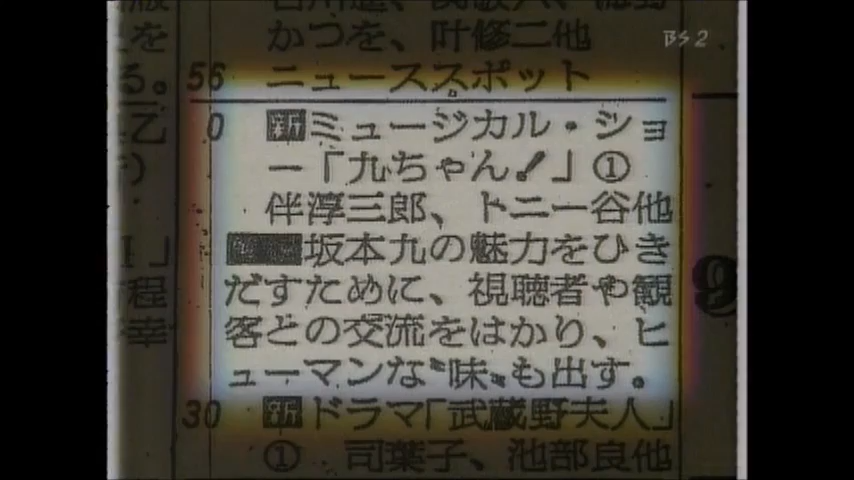 BS2
かつを、叶修二他
56 ニューススポット
0 新ミュージカル・ショ
ー「九ちゃん!」①
伴淳三郎、トニー谷他
坂本九の魅力をひき
だすために、視聴者や観
客との交流をはかり、ヒ
ューマンな〝味〟も出す。
30 新ドラマ「武蔵野夫人」
① 司葉子、池部良他